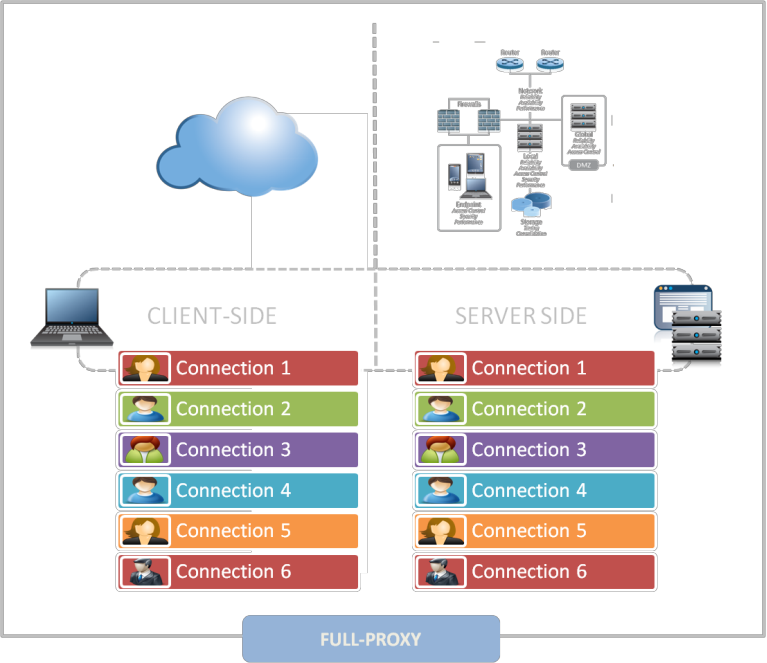 Router
Router
Network
Reliability
Availability
Performance
Firewalls
Global
Reliability
Availability
Access Control
DMZ
Local
Reliability
Availability
Access Control
Security
Performance
Endpoint
Access Control
Security
Performance
Storage
Tiering
Consolidation
CLIENT-SIDE
SERVER SIDE
Connection 1
Connection 2
Connection 3
Connection 4
Connection 5
Connection 6
Connection 1
Connection 2
Connection 3
Connection 4
Connection 5
Connection 6
FULL-PROXY